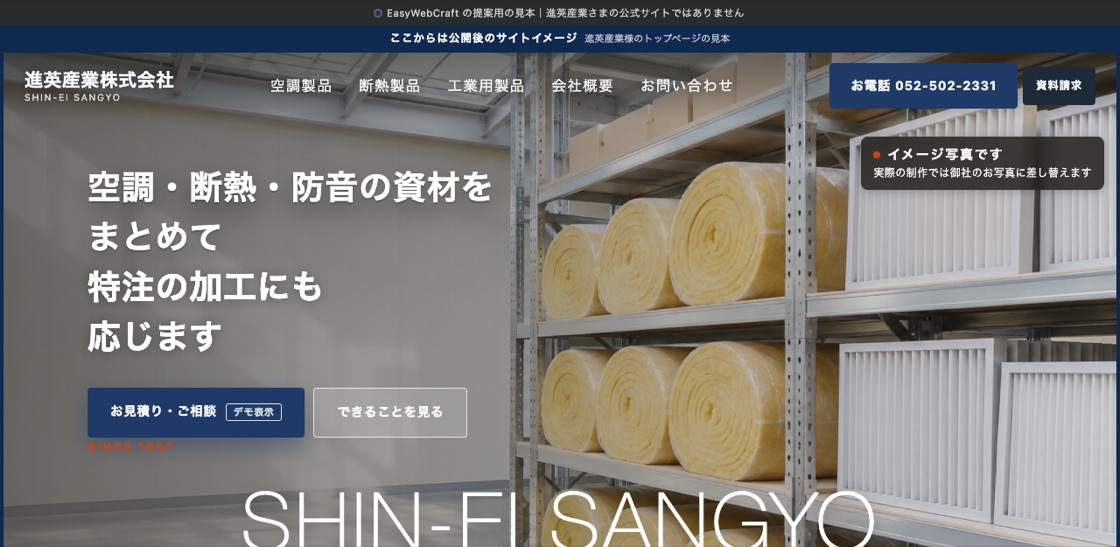 EasyWebCraft の提案用の見本｜進英産業さまの公式サイトではありません
ここからは公開後のサイトイメージ 進英産業様のトップページの見本
進英産業株式会社
SHIN-EI SANGYO
空調製品 断熱製品 工業用製品 会社概要 お問い合わせ
お電話 052-502-2331
資料請求
イメージ写真です
実際の制作では御社のお写真に差し替えます
空調・断熱・防音の資材を
まとめて
特注の加工にも
応じます
お見積り・ご相談 デモ表示
できることを見る
SINCE
SHIN-EI SANGYO